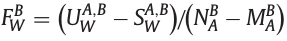 F_W^B = (U_W^{A,B} − S_W^{A,B})/(N_A^B − M_A^B)